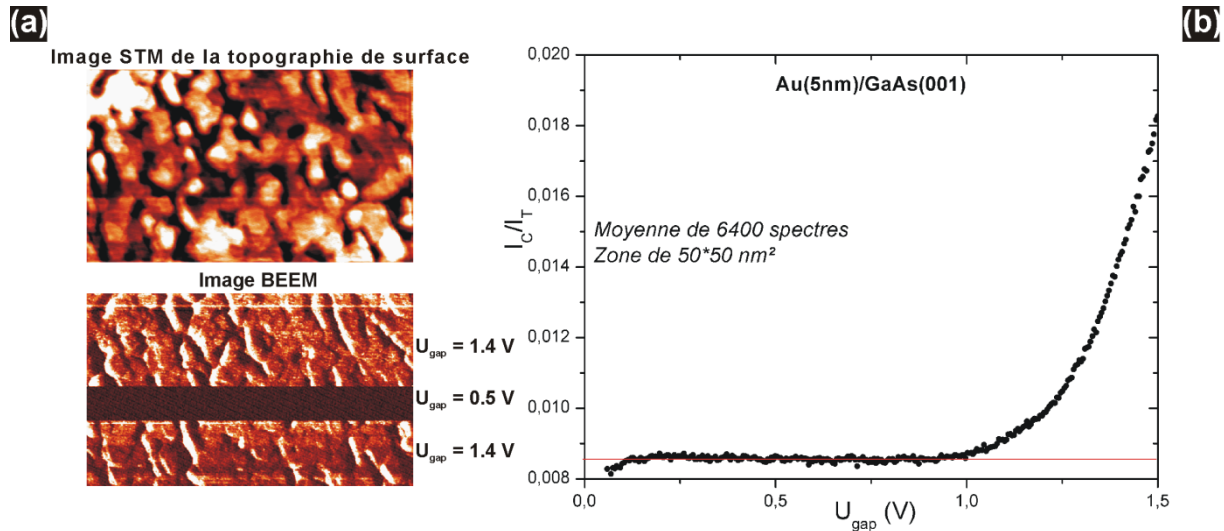 (a)
Image STM de la topographie de surface
Image BEEM
U_gap = 1.4 V
U_gap = 0.5 V
U_gap = 1.4 V
(b)
0,020
0,018
0,016
0,014
0,012
0,010
0,008
I_C/I_T
Au(5nm)/GaAs(001)
Moyenne de 6400 spectres
Zone de 50*50 nm²
0,0 0,5 1,0 1,5
U_gap (V)